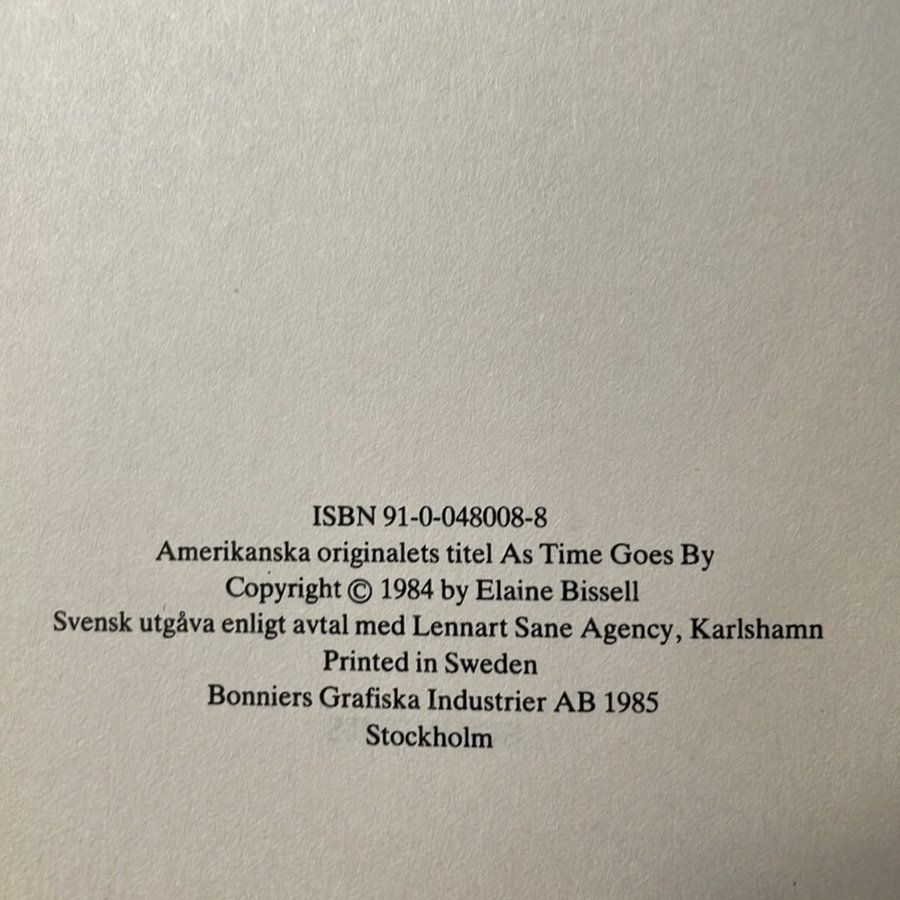 ISBN 91-0-048008-8
Amerikanska originalets titel As Time Goes By
Copyright © 1984 by Elaine Bissell
Svensk utgåva enligt avtal med Lennart Sane Agency, Karlshamn
Printed in Sweden
Bonniers Grafiska Industrier AB 1985
Stockholm